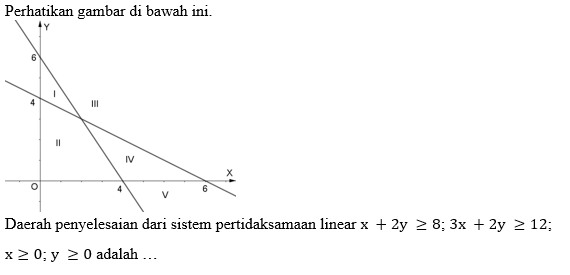 Perhatikan gambar di bawah ini.
Y
6
I
4
III
II
IV
X
O
4
6
V
Daerah penyelesaian dari sistem pertidaksamaan linear x + 2y ≥ 8; 3x + 2y ≥ 12;
x ≥ 0; y ≥ 0 adalah …